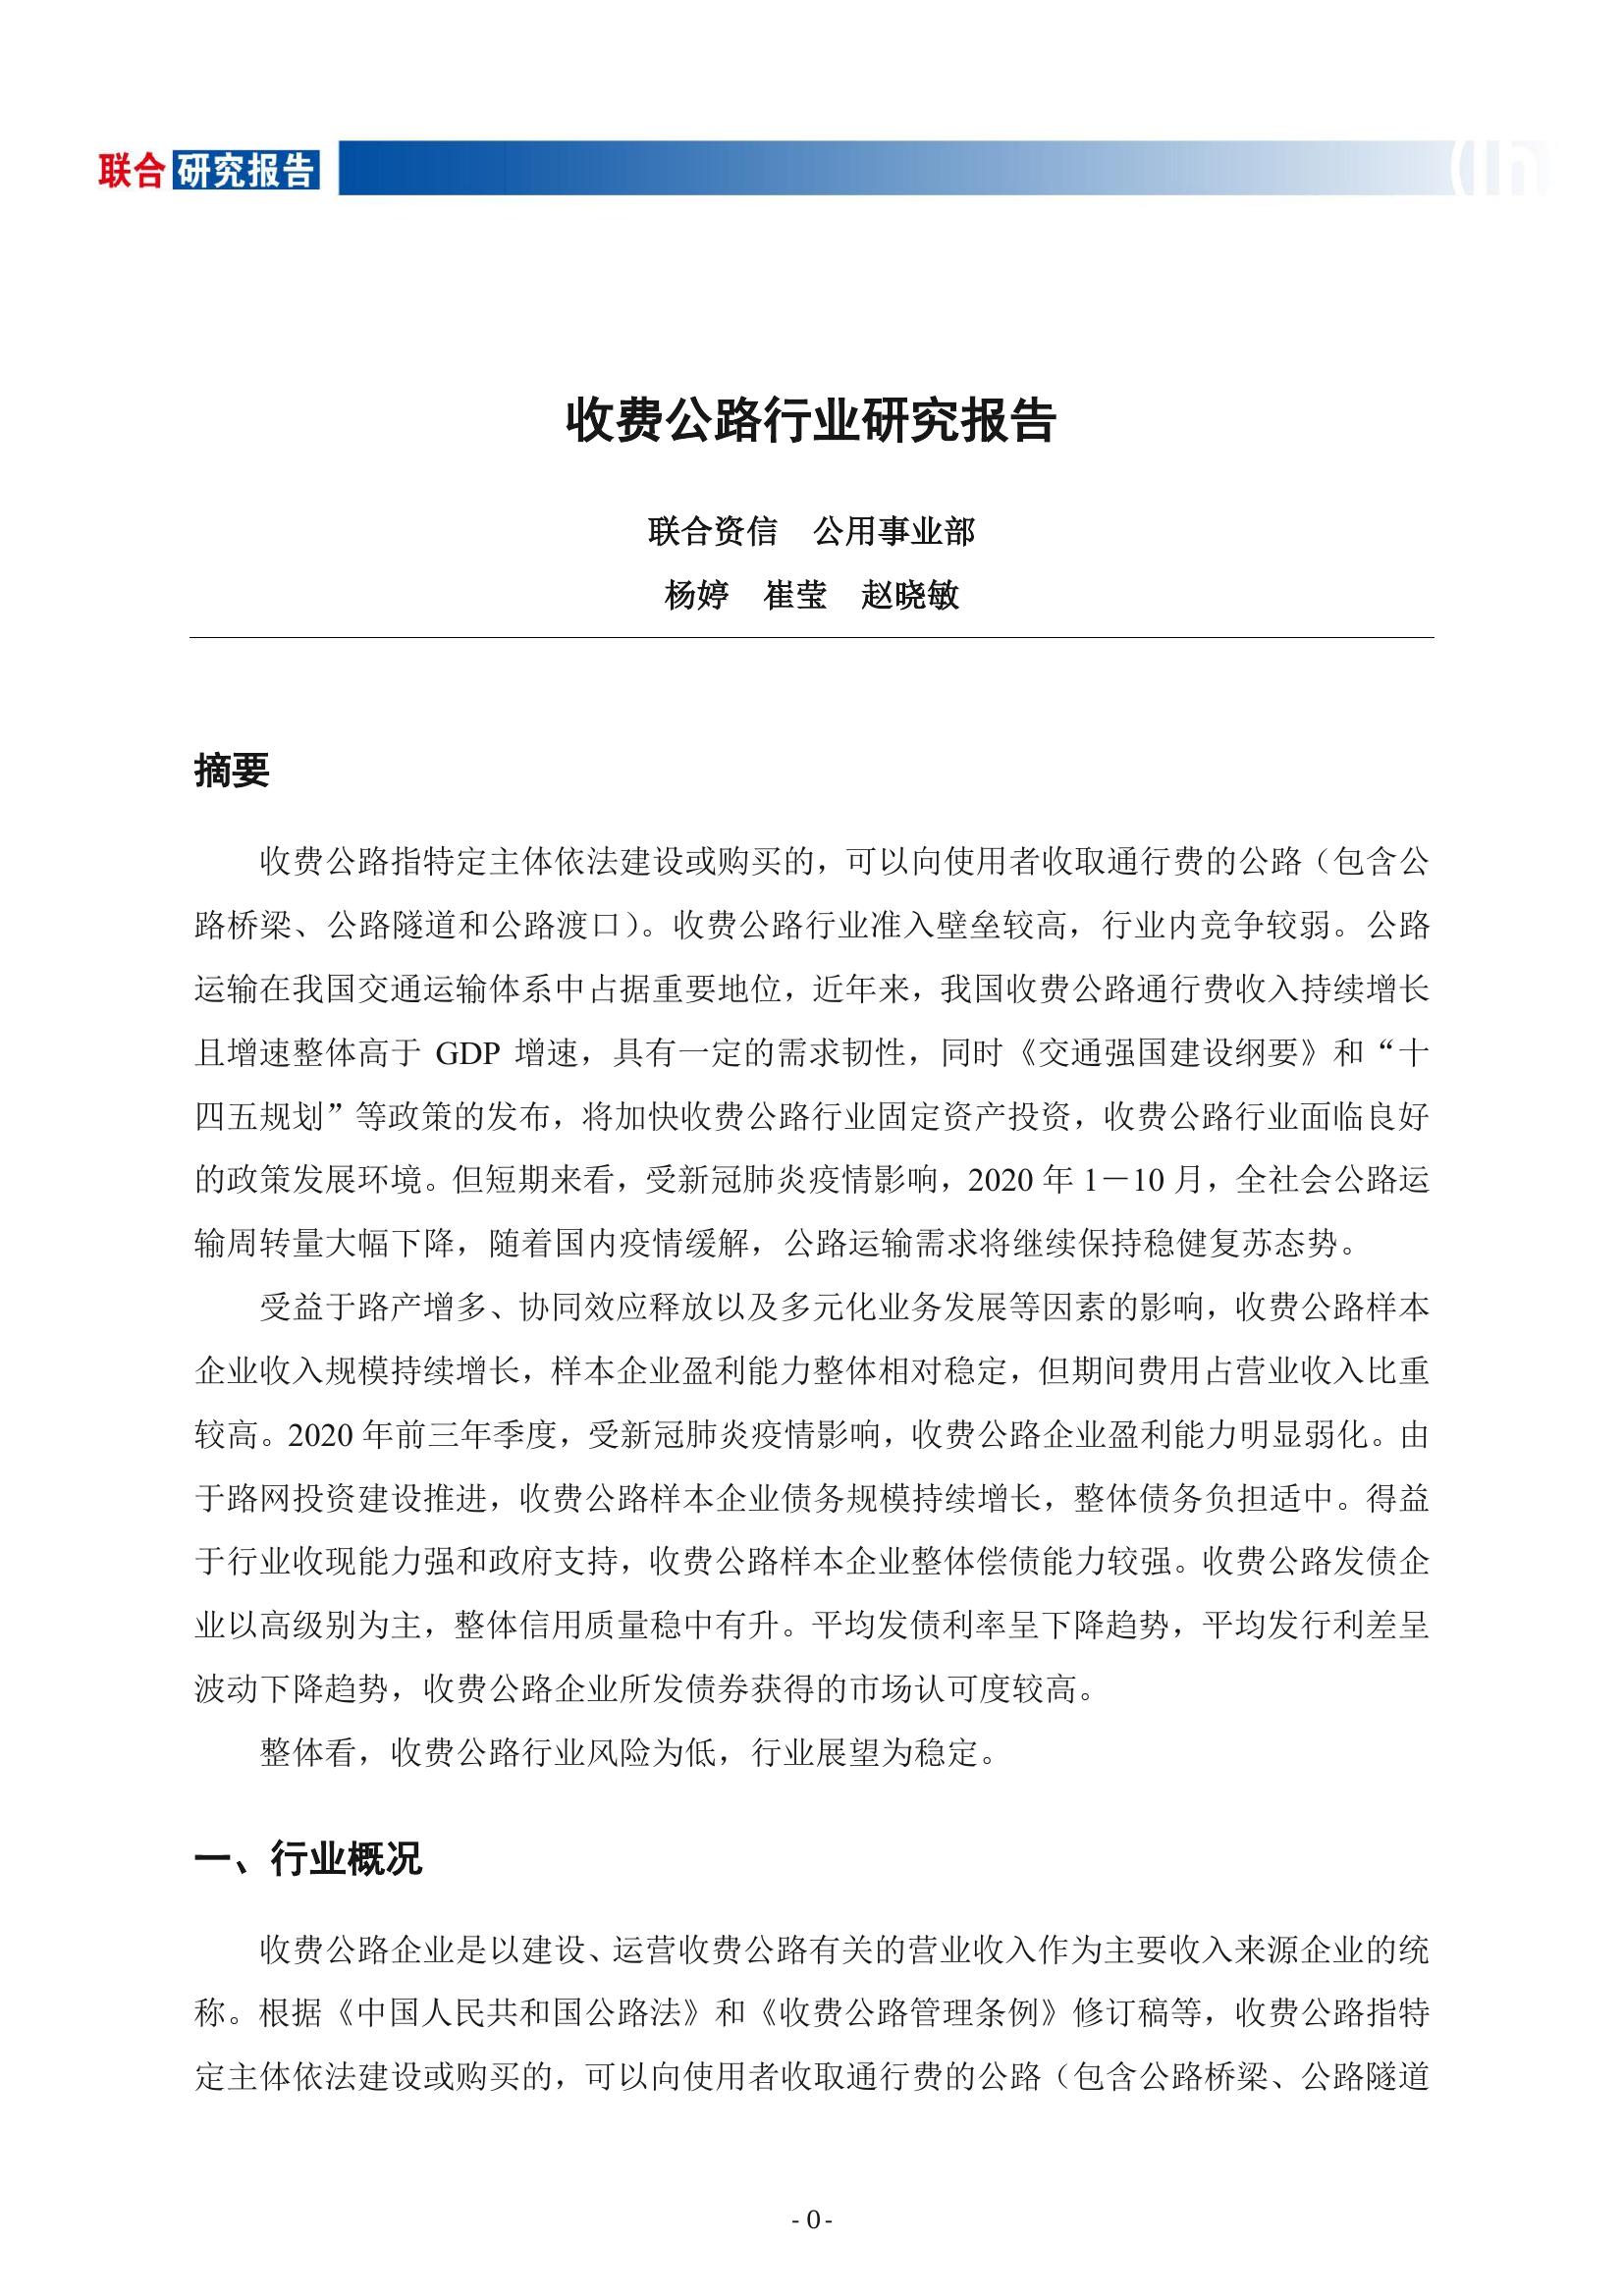 联合研究报告
收费公路行业研究报告
联合资信 公用事业部
杨婷 崔莹 赵晓敏
摘要
收费公路指特定主体依法建设或购买的，可以向使用者收取通行费的公路（包含公
路桥梁、公路隧道和公路渡口）。收费公路行业准入壁垒较高，行业内竞争较弱。公路
运输在我国交通运输体系中占据重要地位，近年来，我国收费公路通行费收入持续增长
且增速整体高于 GDP 增速，具有一定的需求韧性，同时《交通强国建设纲要》和“十
四五规划”等政策的发布，将加快收费公路行业固定资产投资，收费公路行业面临良好
的政策发展环境。但短期来看，受新冠肺炎疫情影响，2020 年 1－10 月，全社会公路运
输周转量大幅下降，随着国内疫情缓解，公路运输需求将继续保持稳健复苏态势。
受益于路产增多、协同效应释放以及多元化业务发展等因素的影响，收费公路样本
企业收入规模持续增长，样本企业盈利能力整体相对稳定，但期间费用占营业收入比重
较高。2020 年前三年季度，受新冠肺炎疫情影响，收费公路企业盈利能力明显弱化。由
于路网投资建设推进，收费公路样本企业债务规模持续增长，整体债务负担适中。得益
于行业收现能力强和政府支持，收费公路样本企业整体偿债能力较强。收费公路发债企
业以高级别为主，整体信用质量稳中有升。平均发债利率呈下降趋势，平均发行利差呈
波动下降趋势，收费公路企业所发债券获得的市场认可度较高。
整体看，收费公路行业风险为低，行业展望为稳定。
一、行业概况
收费公路企业是以建设、运营收费公路有关的营业收入作为主要收入来源企业的统
称。根据《中国人民共和国公路法》和《收费公路管理条例》修订稿等，收费公路指特
定主体依法建设或购买的，可以向使用者收取通行费的公路（包含公路桥梁、公路隧道
- 0 -